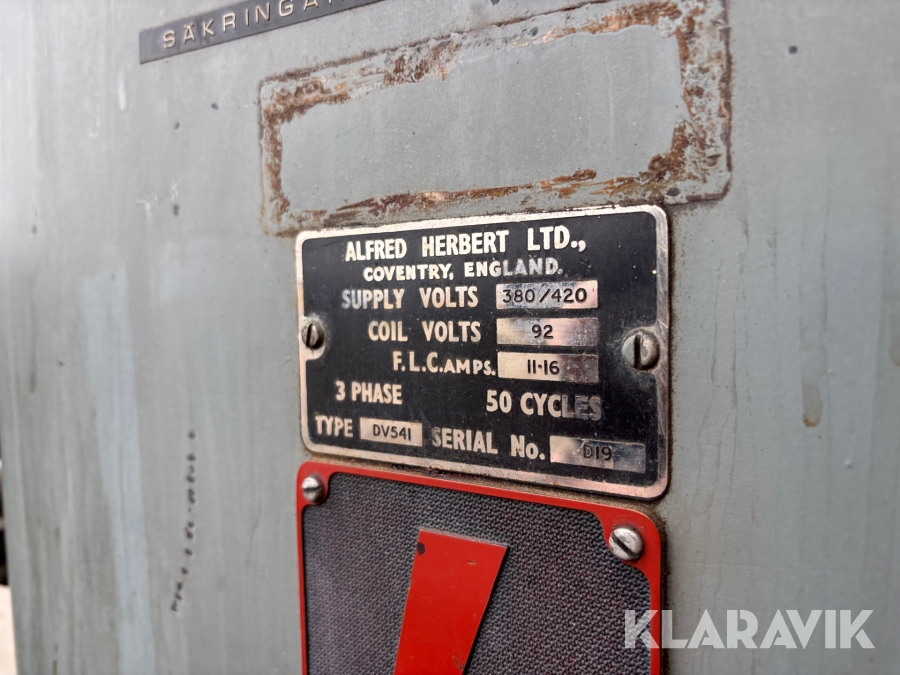 KLARAVIK
ALFRED HERBERT LTD.,
COVENTRY, ENGLAND.
SUPPLY VOLTS 380/420
COIL VOLTS 92
F.L.C. AMPS. 11·16
3 PHASE 50 CYCLES
TYPE DV541 SERIAL No. D19
KLARAVIK